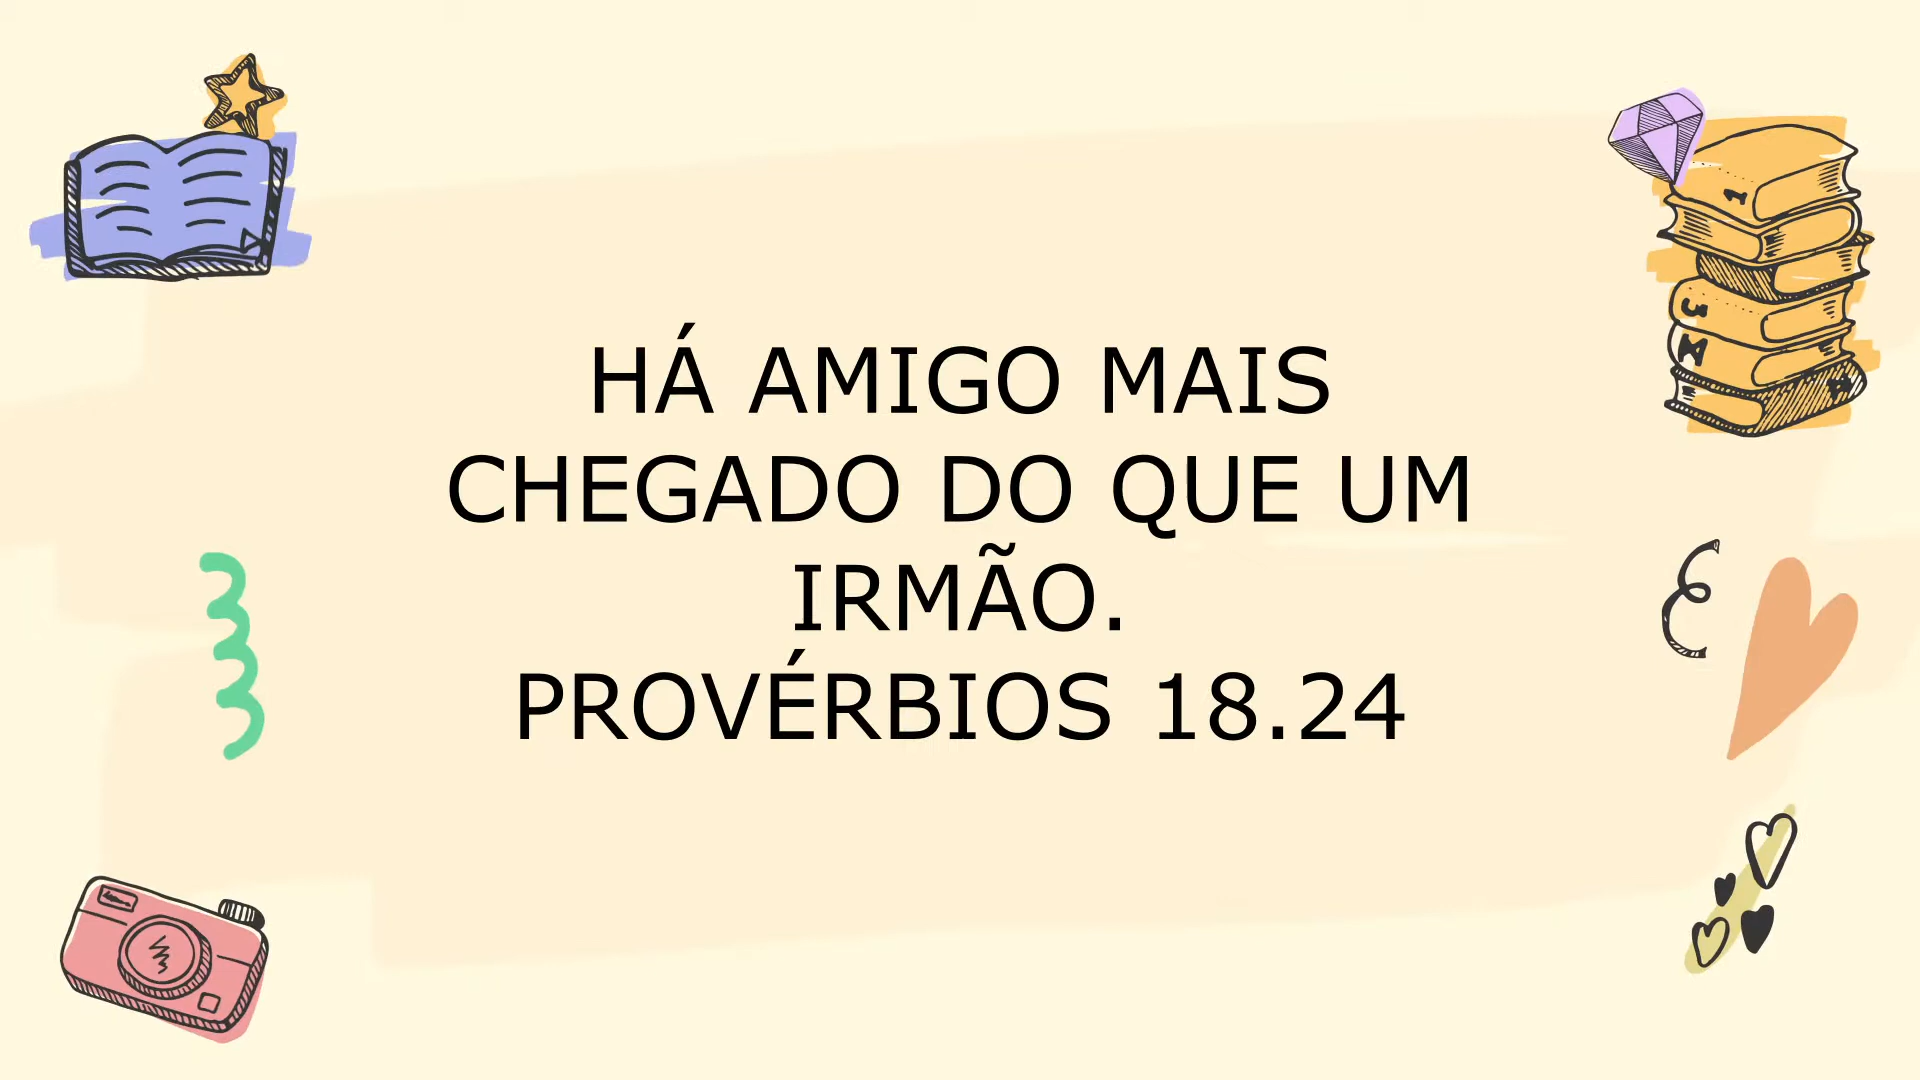 HÁ AMIGO MAIS
CHEGADO DO QUE UM
IRMÃO.
PROVÉRBIOS 18.24